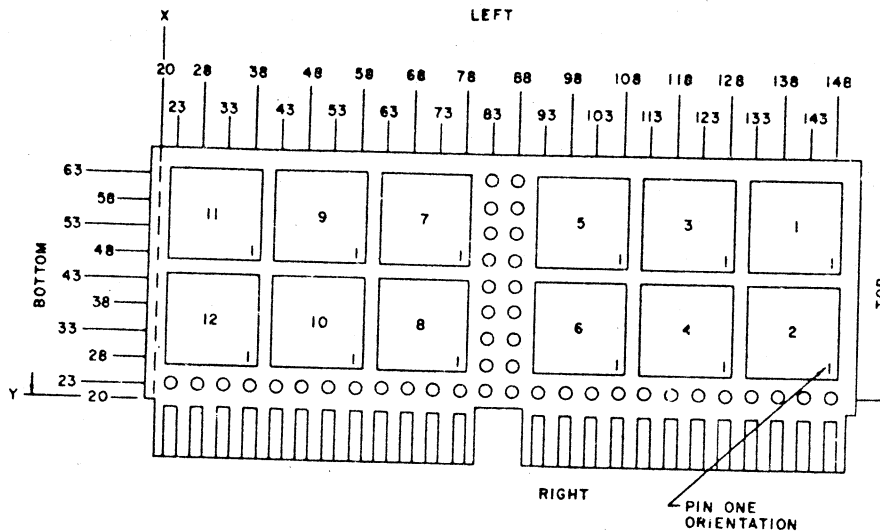 X
LEFT
20 28 38 48 58 68 78 88 98 108 118 128 138 148
23 33 43 53 63 73 83 93 103 113 123 133 143
63
58
53
48
43
38
33
28
23
20
BOTTOM
TOP
Y
11 9 7 5 3 1
1 1 1 1 1 1
12 10 8 6 4 2
1 1 1 1 1 1
RIGHT
PIN ONE
ORIENTATION